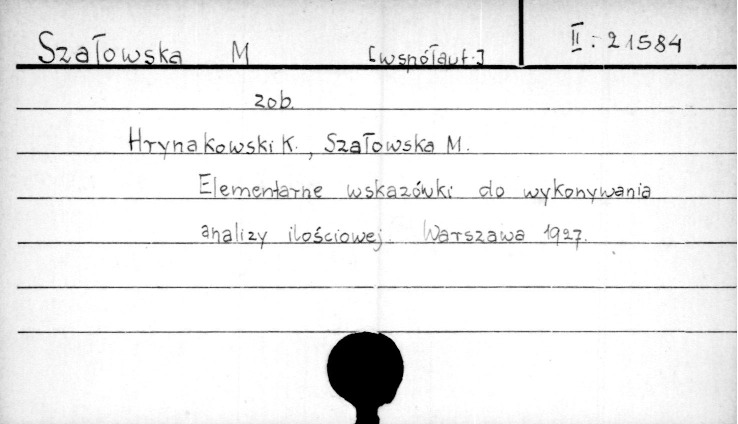 Szałowska M [współaut.] II: 21584
zob.
Hrynakowski K., Szałowska M.
Elementarne wskazówki do wykonywania
analizy ilościowej. Warszawa 1927.